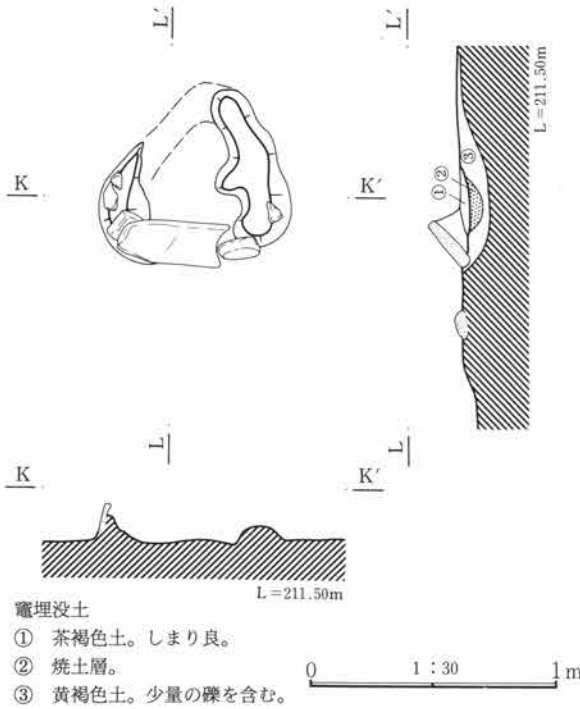 L′
L′
L=211.50m
③
②
①
K
K′
L
L
K
K′
L=211.50m
竈埋没土
① 茶褐色土。しまり良。
② 焼土層。
③ 黄褐色土。少量の礫を含む。
0 1:30 1m